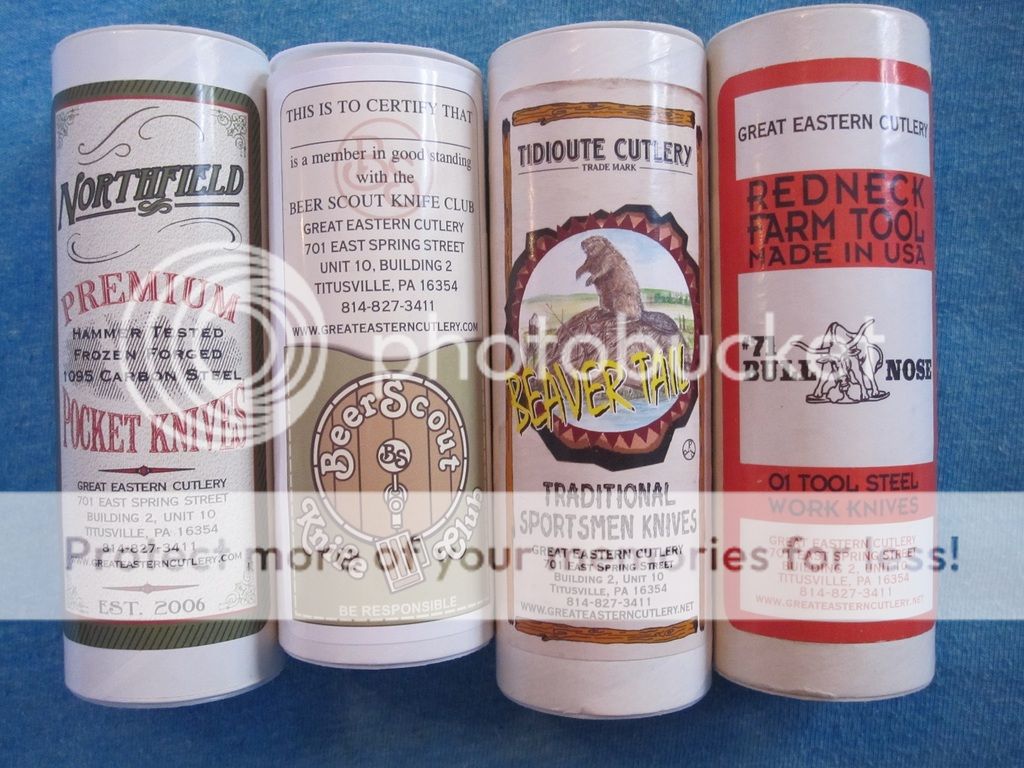 NORTHFIELD
PREMIUM
HAMMER TESTED
FROZEN FORGED
1095 CARBON STEEL
POCKET KNIVES
GREAT EASTERN CUTLERY
701 EAST SPRING STREET
BUILDING 2, UNIT 10
TITUSVILLE, PA 16354
814-827-3411
WWW.GREATEASTERNCUTLERY.COM
EST. 2006
THIS IS TO CERTIFY THAT
is a member in good standing
with the
BEER SCOUT KNIFE CLUB
GREAT EASTERN CUTLERY
701 EAST SPRING STREET
UNIT 10, BUILDING 2
TITUSVILLE, PA 16354
814-827-3411
WWW.GREATEASTERNCUTLERY.COM
BS
BeerScout
BS
Knife Club
BE RESPONSIBLE
TIDIOUTE CUTLERY
TRADE MARK
BEAVER TAIL
TRADITIONAL
SPORTSMEN KNIVES
GREAT EASTERN CUTLERY
701 EAST SPRING STREET
BUILDING 2, UNIT 10
TITUSVILLE, PA 16354
814-827-3411
WWW.GREATEASTERNCUTLERY.NET
GREAT EASTERN CUTLERY
REDNECK
FARM TOOL
MADE IN USA
BULL NOSE
O1 TOOL STEEL
WORK KNIVES
GREAT EASTERN CUTLERY
701 EAST SPRING STREET
BUILDING 2, UNIT 10
TITUSVILLE, PA 16354
814-827-3411
WWW.GREATEASTERNCUTLERY.NET
photobucket
Protect more of your memories for less!